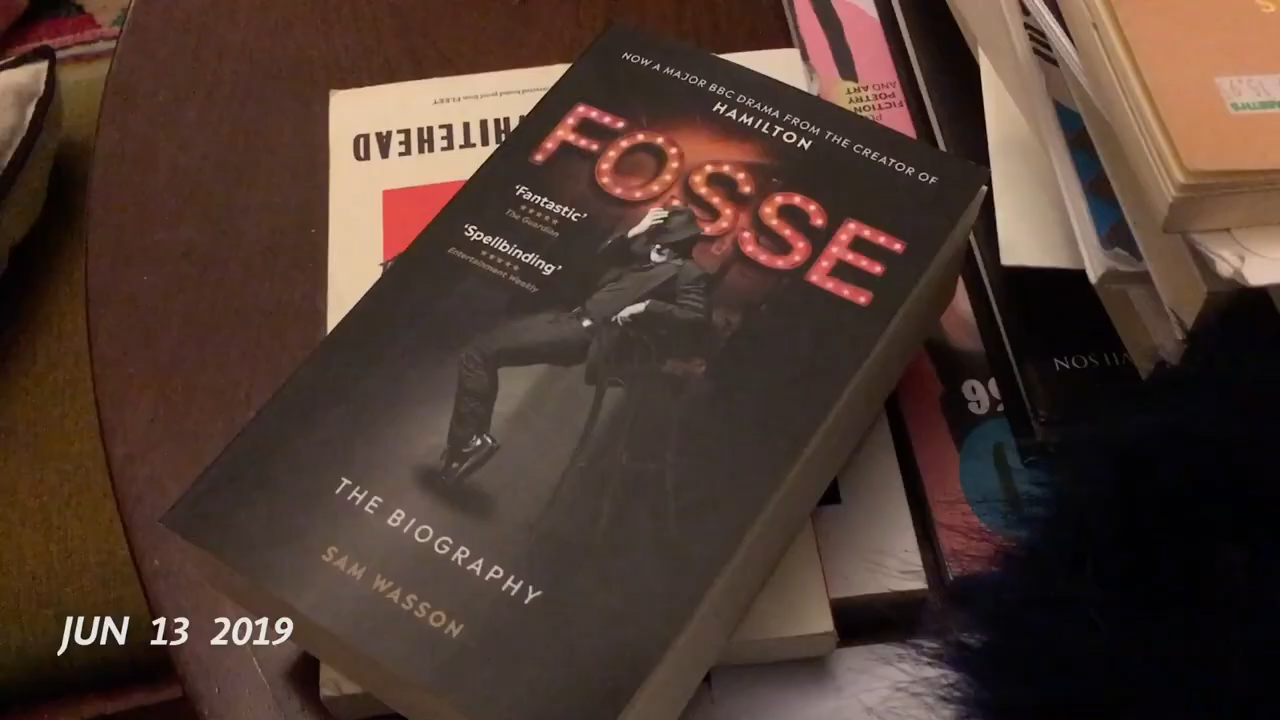 NOW A MAJOR BBC DRAMA FROM THE CREATOR OF
HAMILTON
FOSSE
'Fantastic'
★★★★★
The Guardian
'Spellbinding'
★★★★★
Entertainment Weekly
THE BIOGRAPHY
SAM WASSON
FICTION
POETRY
AND ART
JUN 13 2019